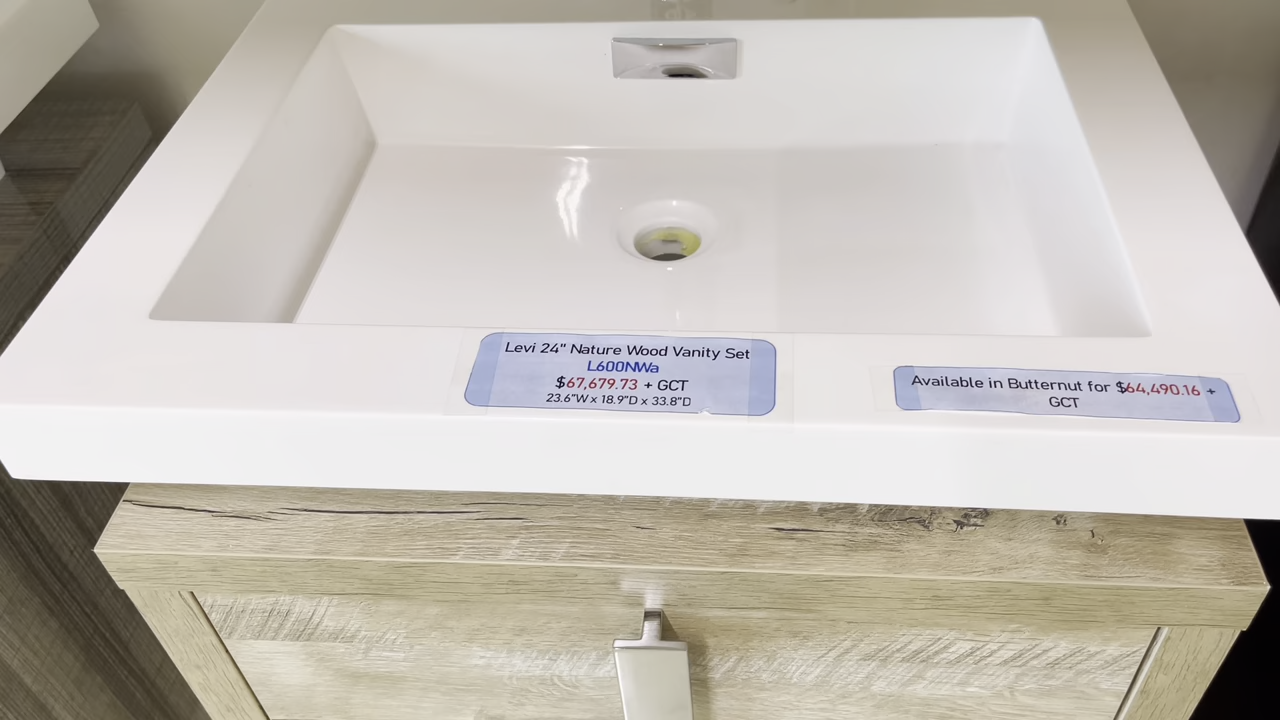 Levi 24" Nature Wood Vanity Set
L600NWa
$67,679.73 + GCT
23.6"W x 18.9"D x 33.8"D
Available in Butternut for $64,490.16 +
GCT